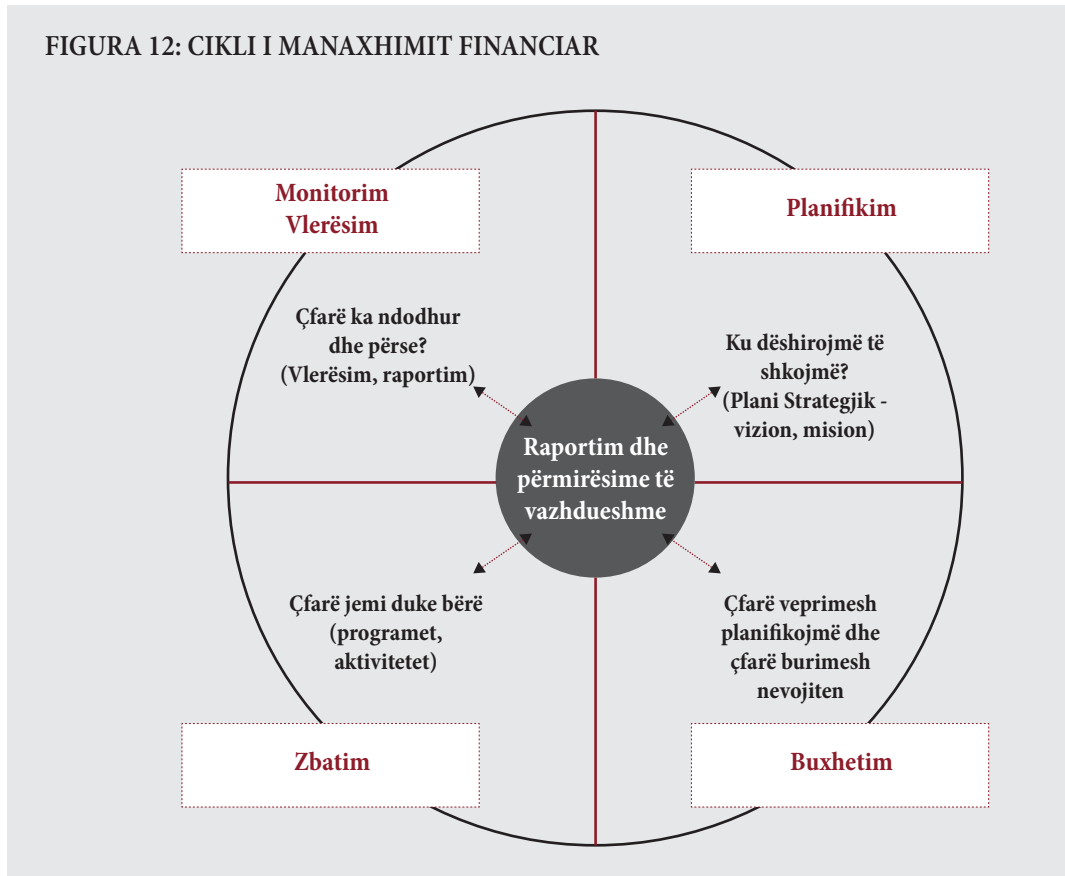 FIGURA 12: CIKLI I MANAXHIMIT FINANCIAR
Monitorim
Vlerësim
Planifikim
Çfarë ka ndodhur
dhe përse?
(Vlerësim, raportim)
Ku dëshirojmë të
shkojmë?
(Plani Strategjik -
vizion, mision)
Raportim dhe
përmirësime të
vazhdueshme
Çfarë jemi duke bërë
(programet,
aktivitetet)
Çfarë veprimesh
planifikojmë dhe
çfarë burimesh
nevojiten
Zbatim
Buxhetim